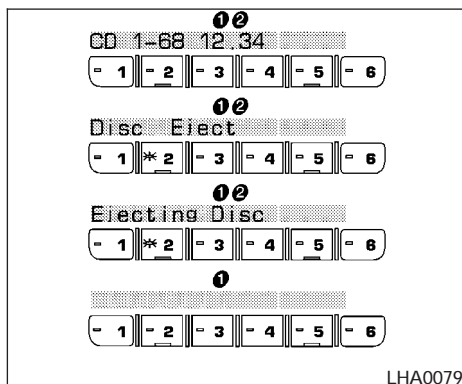 ❶❷
CD 1-68 12.34
1 2 3 4 5 6
❶❷
Disc Eject
1 * 2 3 4 5 6
❶❷
Ejecting Disc
1 * 2 3 4 5 6
❶
1 2 3 4 5 6
LHA0079